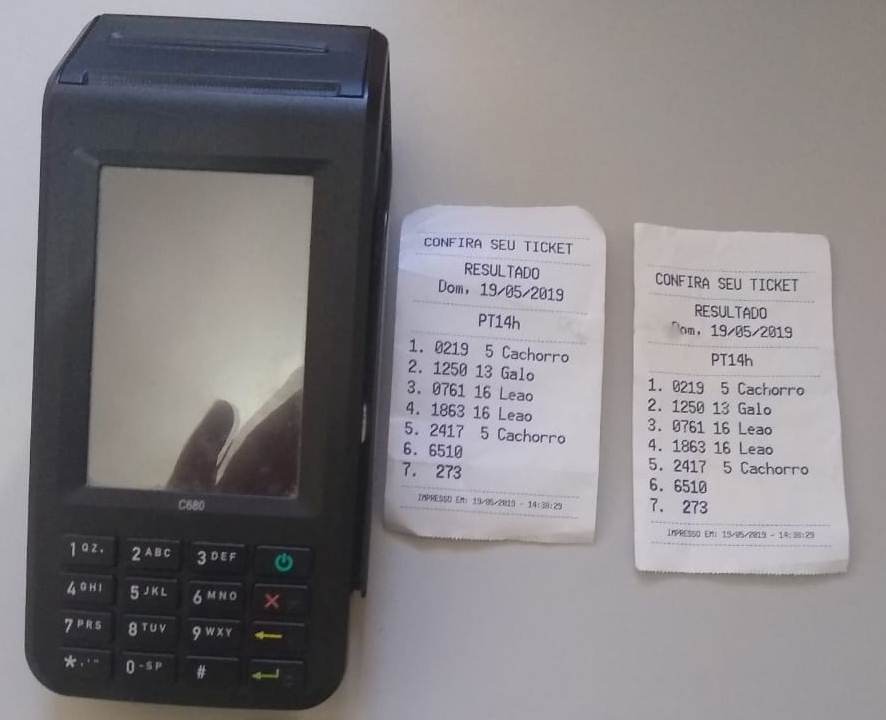 C680
1 QZ.
2 ABC
3 DEF
4 GHI
5 JKL
6 MNO
7 PRS
8 TUV
9 WXY
*
0 -SP
#
CONFIRA SEU TICKET
RESULTADO
Dom, 19/05/2019
PT14h
1. 0219 5 Cachorro
2. 1250 13 Galo
3. 0761 16 Leao
4. 1863 16 Leao
5. 2417 5 Cachorro
6. 6510
7. 273
IMPRESSO EM: 19/05/2019 - 14:38:29
CONFIRA SEU TICKET
RESULTADO
Dom, 19/05/2019
PT14h
1. 0219 5 Cachorro
2. 1250 13 Galo
3. 0761 16 Leao
4. 1863 16 Leao
5. 2417 5 Cachorro
6. 6510
7. 273
IMPRESSO EM: 19/05/2019 - 14:38:29